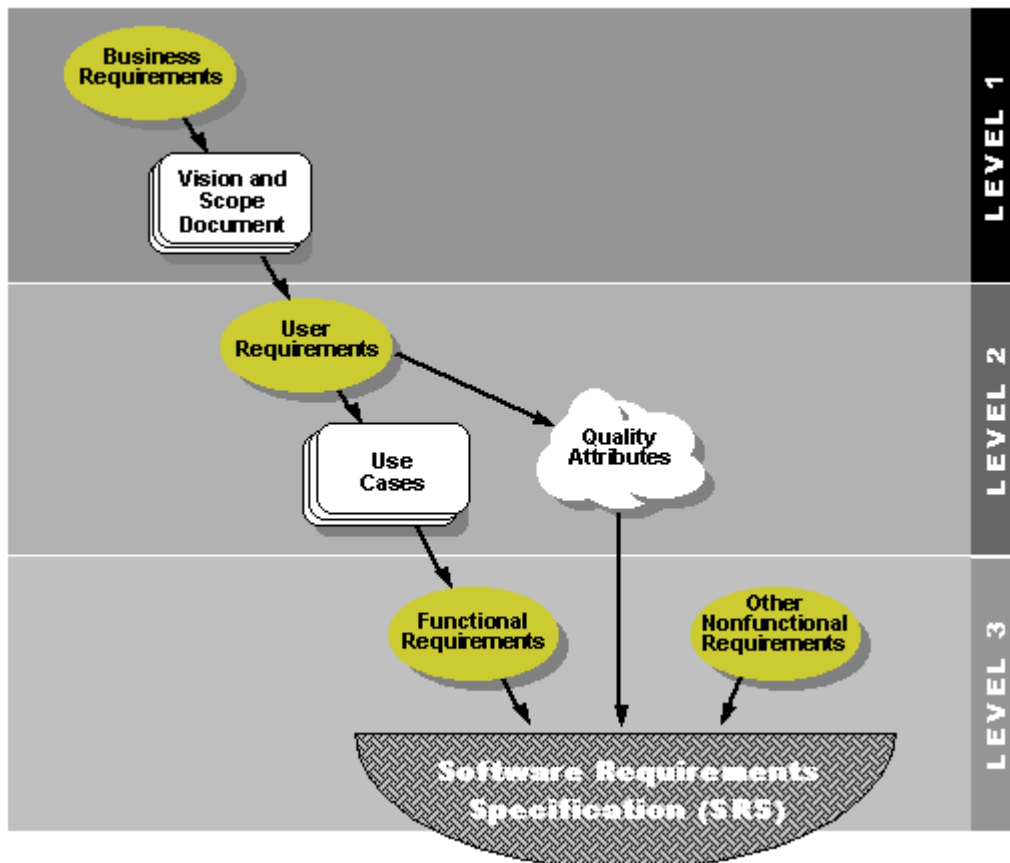 Business
Requirements
Vision and
Scope
Document
LEVEL 1
User
Requirements
Quality
Attributes
Use
Cases
LEVEL 2
Functional
Requirements
Other
Nonfunctional
Requirements
LEVEL 3
Software Requirements
Specification (SRS)